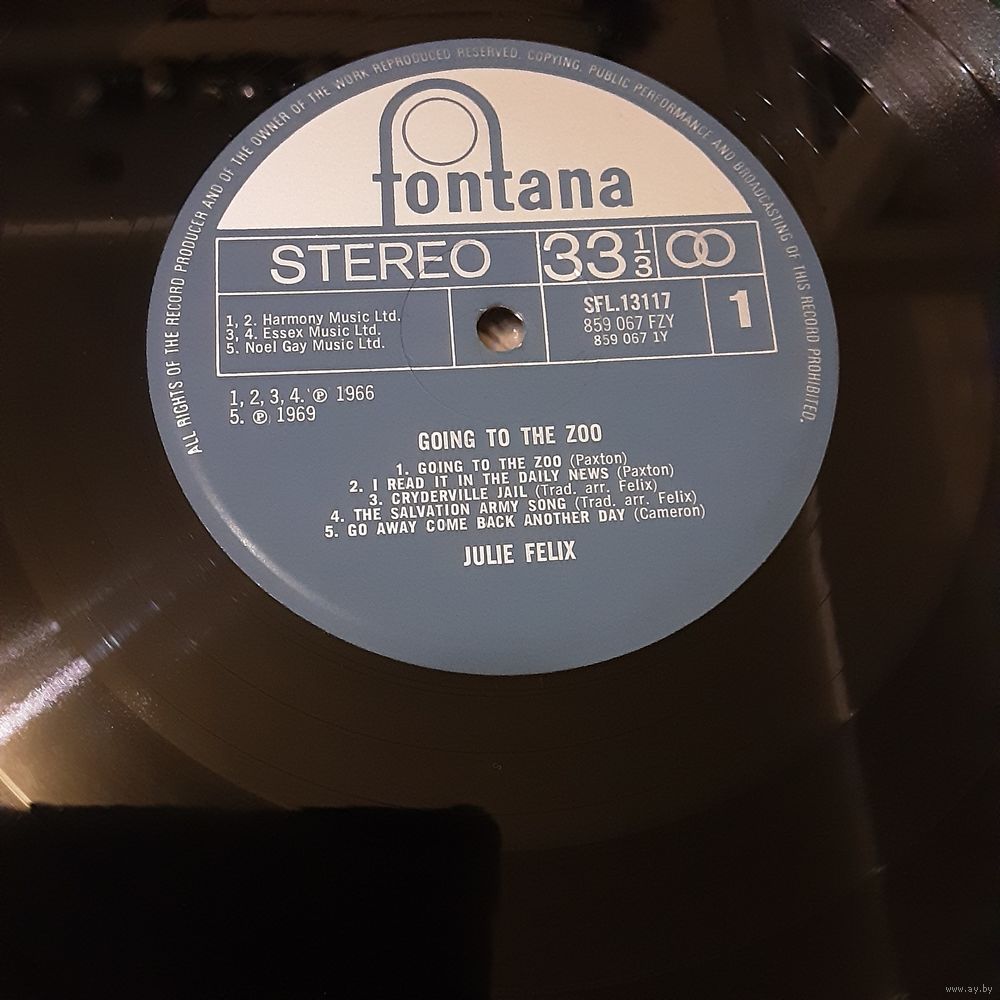 ALL RIGHTS OF THE RECORD PRODUCER AND OF THE OWNER OF THE WORK REPRODUCED RESERVED. COPYING, PUBLIC PERFORMANCE AND BROADCASTING OF THIS RECORD PROHIBITED.
fontana
STEREO 33 1/3
1, 2. Harmony Music Ltd.
3, 4. Essex Music Ltd.
5. Noel Gay Music Ltd.
SFL.13117
859 067 FZY
859 067 1Y
1
1, 2, 3, 4. ℗ 1966
5. ℗ 1969
GOING TO THE ZOO
1. GOING TO THE ZOO (Paxton)
2. I READ IT IN THE DAILY NEWS (Paxton)
3. CRYDERVILLE JAIL (Trad. arr. Felix)
4. THE SALVATION ARMY SONG (Trad. arr. Felix)
5. GO AWAY COME BACK ANOTHER DAY (Cameron)
JULIE FELIX
www.ay.by